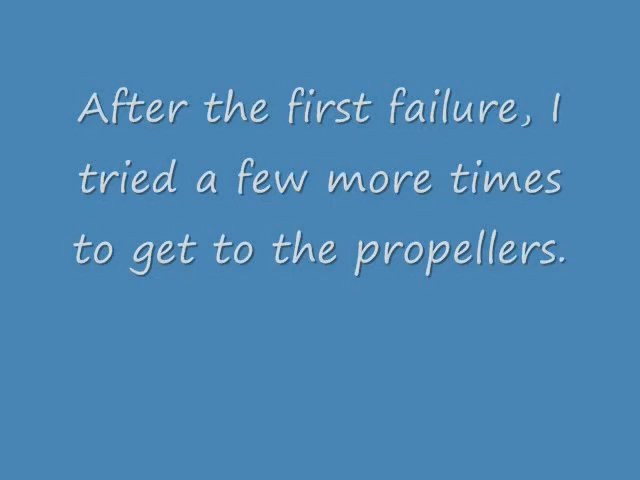 After the first failure, I
tried a few more times
to get to the propellers.